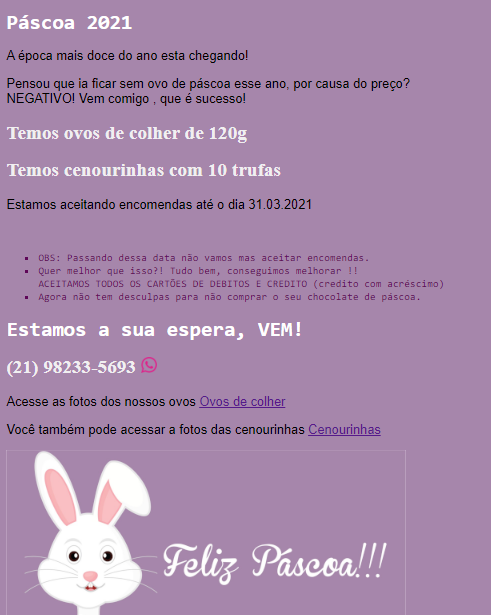 Páscoa 2021
A época mais doce do ano esta chegando!
Pensou que ia ficar sem ovo de páscoa esse ano, por causa do preço?
NEGATIVO! Vem comigo , que é sucesso!
Temos ovos de colher de 120g
Temos cenourinhas com 10 trufas
Estamos aceitando encomendas até o dia 31.03.2021
OBS: Passando dessa data não vamos mas aceitar encomendas.
Quer melhor que isso?! Tudo bem, conseguimos melhorar !!
ACEITAMOS TODOS OS CARTÕES DE DEBITOS E CREDITO (credito com acréscimo)
Agora não tem desculpas para não comprar o seu chocolate de páscoa.
Estamos a sua espera, VEM!
(21) 98233-5693
Acesse as fotos dos nossos ovos Ovos de colher
Você também pode acessar a fotos das cenourinhas Cenourinhas
Feliz Páscoa!!!